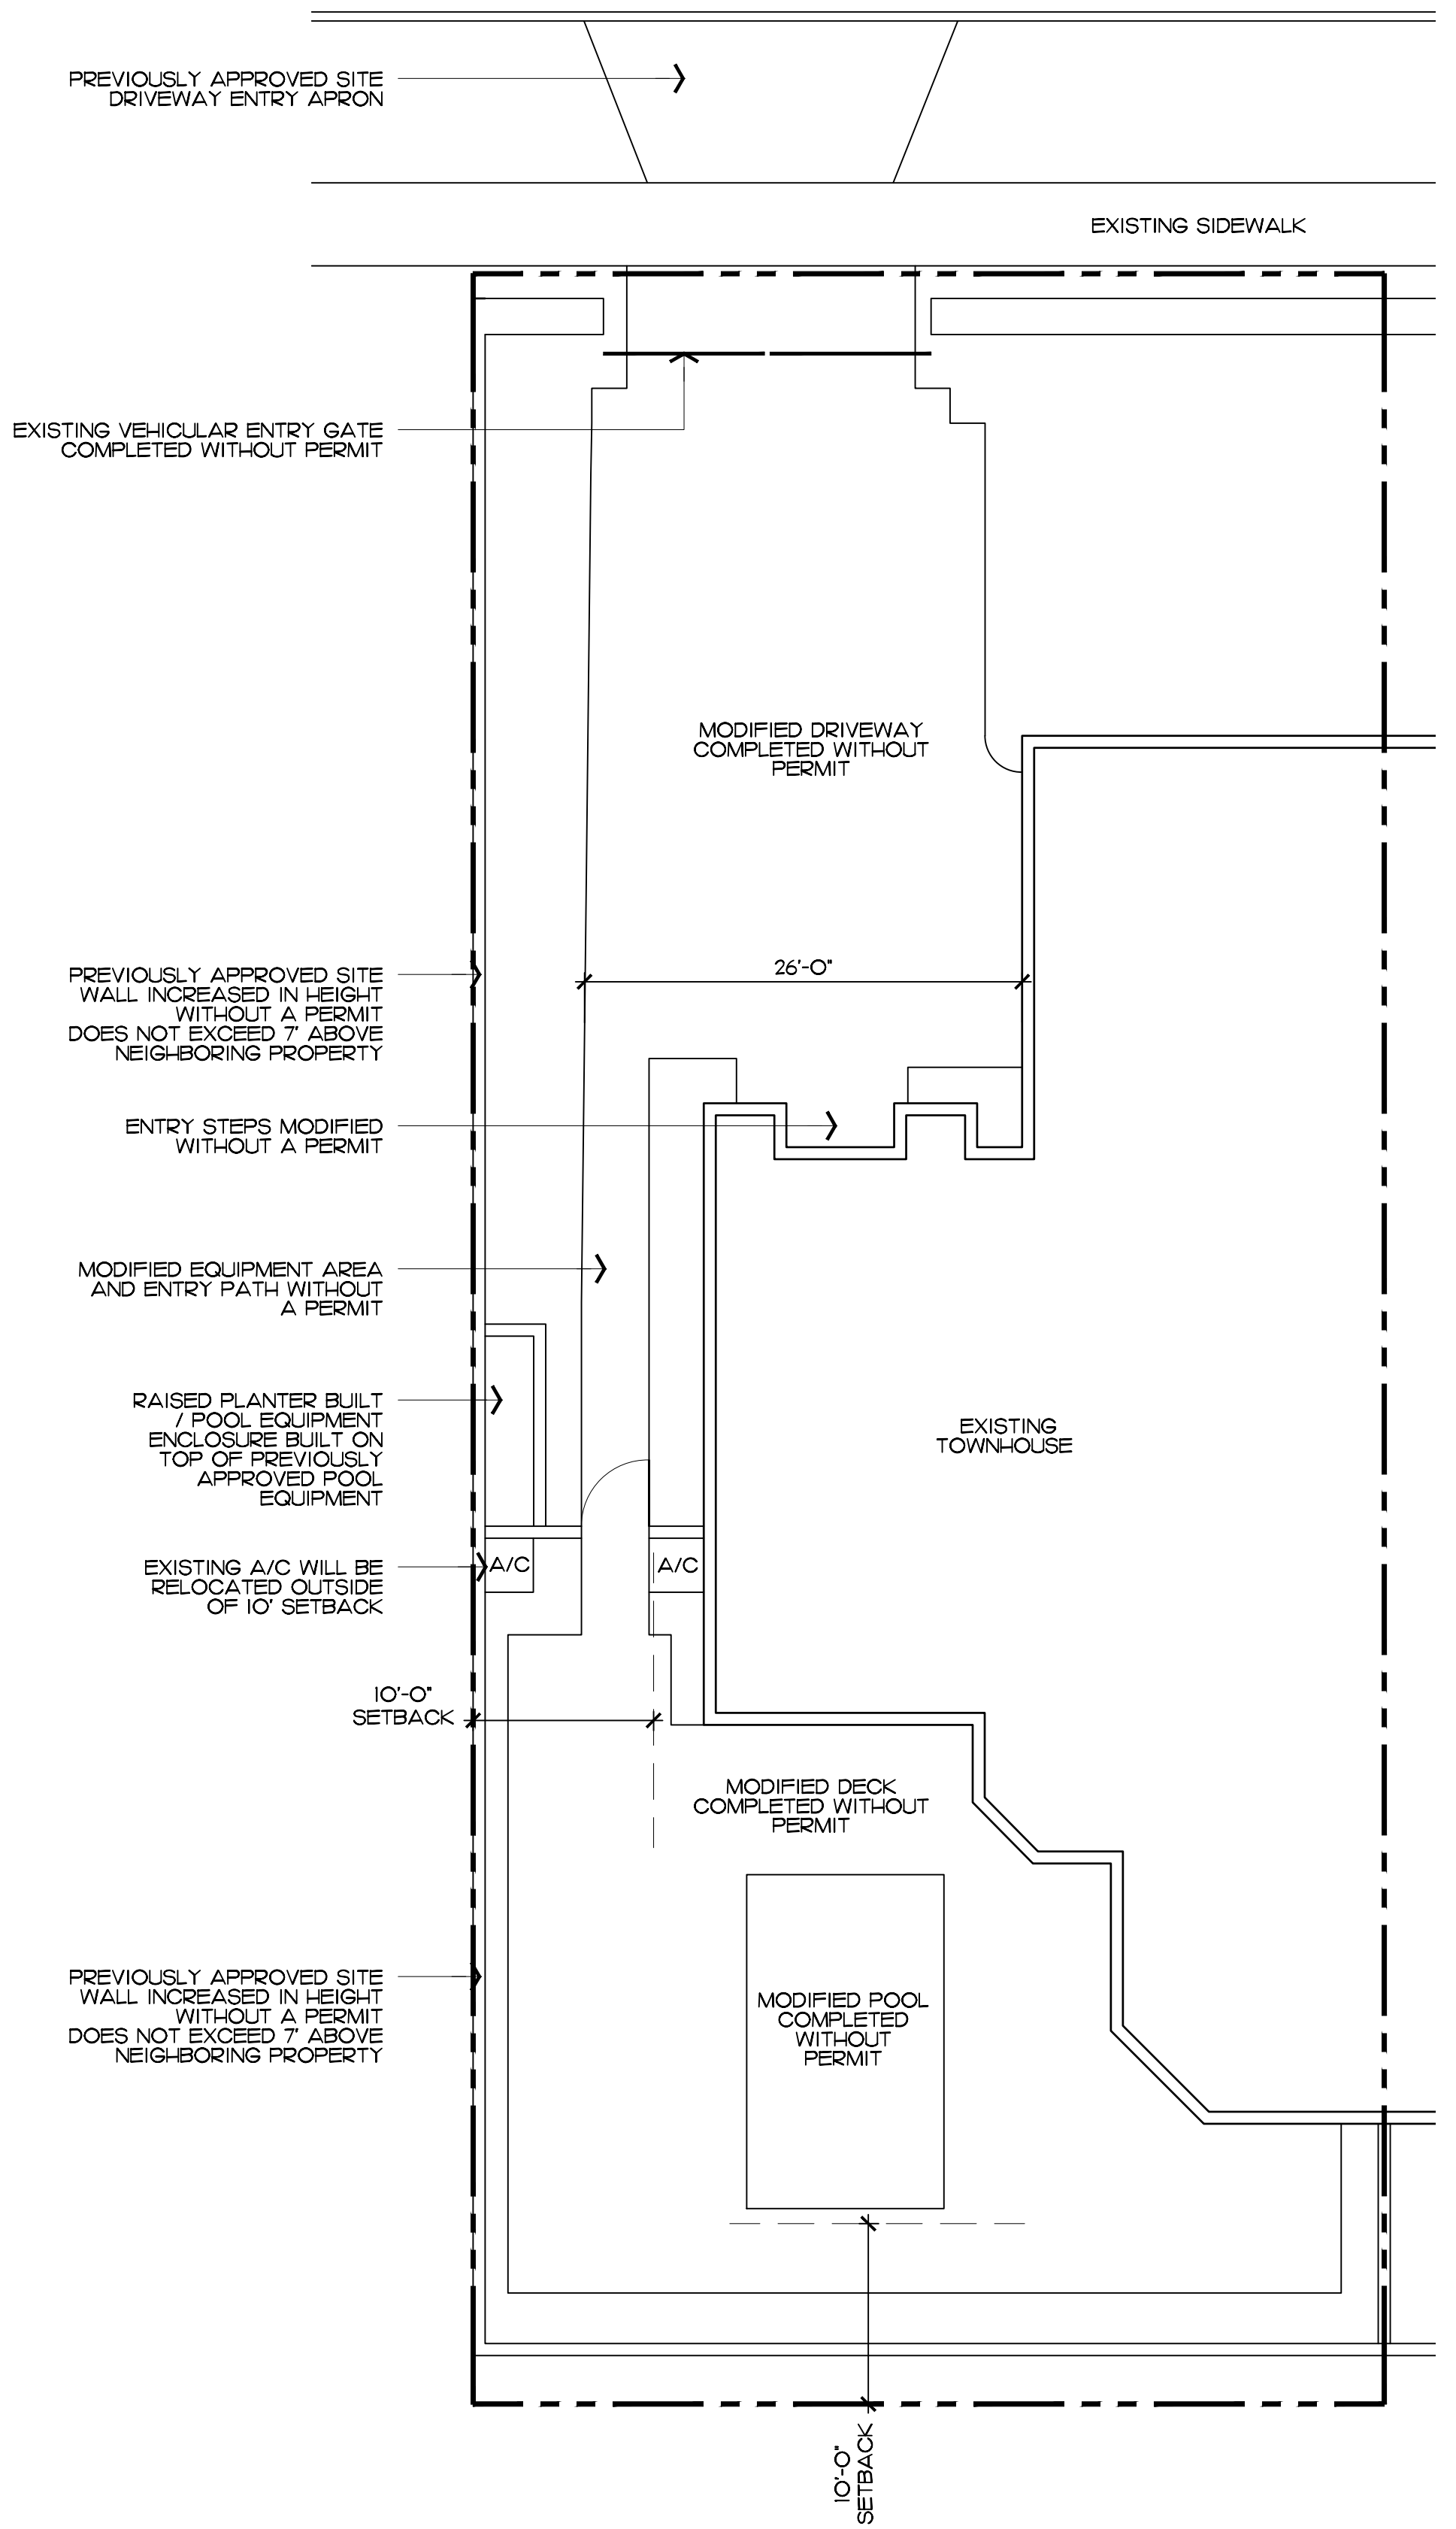 PREVIOUSLY APPROVED SITE
DRIVEWAY ENTRY APRON
EXISTING SIDEWALK
EXISTING VEHICULAR ENTRY GATE
COMPLETED WITHOUT PERMIT
MODIFIED DRIVEWAY
COMPLETED WITHOUT
PERMIT
26'-0"
PREVIOUSLY APPROVED SITE
WALL INCREASED IN HEIGHT
WITHOUT A PERMIT
DOES NOT EXCEED 7' ABOVE
NEIGHBORING PROPERTY
ENTRY STEPS MODIFIED
WITHOUT A PERMIT
MODIFIED EQUIPMENT AREA
AND ENTRY PATH WITHOUT
A PERMIT
RAISED PLANTER BUILT
/ POOL EQUIPMENT
ENCLOSURE BUILT ON
TOP OF PREVIOUSLY
APPROVED POOL
EQUIPMENT
EXISTING
TOWNHOUSE
EXISTING A/C WILL BE
RELOCATED OUTSIDE
OF 10' SETBACK
A/C
A/C
10'-0"
SETBACK
MODIFIED DECK
COMPLETED WITHOUT
PERMIT
PREVIOUSLY APPROVED SITE
WALL INCREASED IN HEIGHT
WITHOUT A PERMIT
DOES NOT EXCEED 7' ABOVE
NEIGHBORING PROPERTY
MODIFIED POOL
COMPLETED
WITHOUT
PERMIT
10'-0"
SETBACK